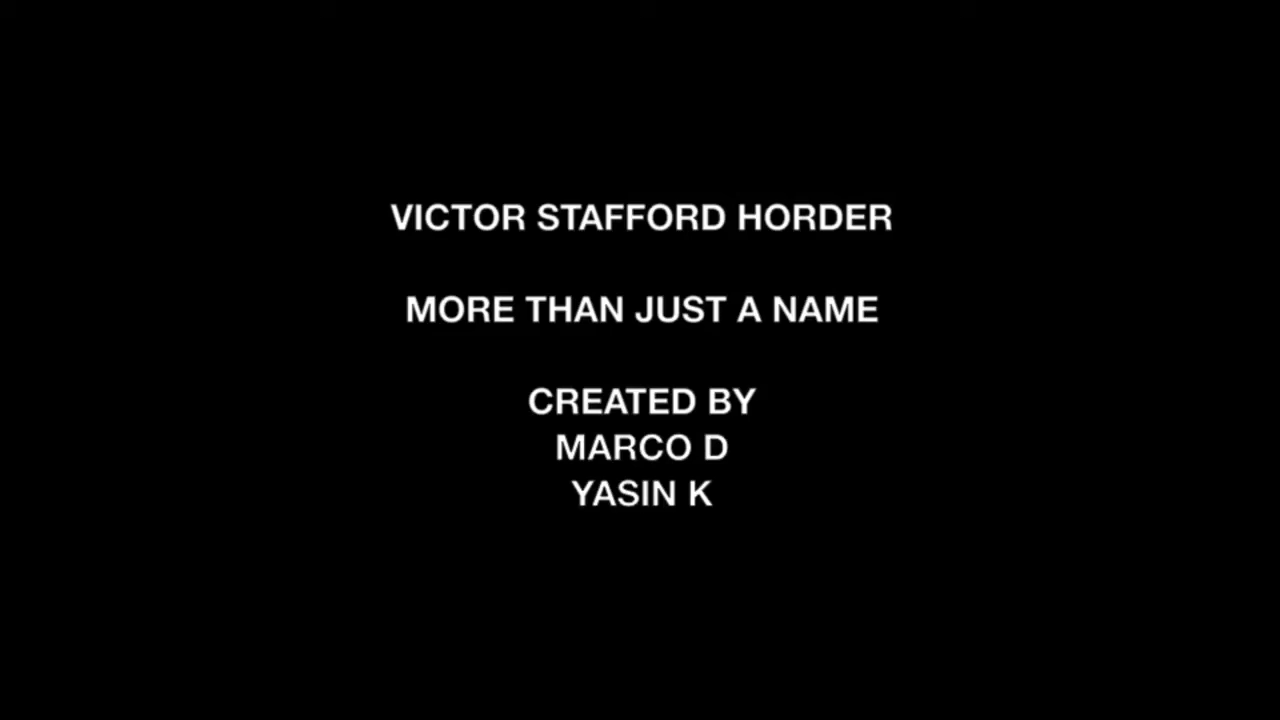 VICTOR STAFFORD HORDER
MORE THAN JUST A NAME
CREATED BY
MARCO D
YASIN K